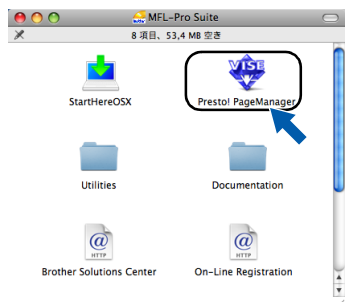 MFL-Pro Suite
8 項目、53,4 MB 空き
VISE
StartHereOSX
Presto! PageManager
Utilities
Documentation
@
HTTP
@
HTTP
Brother Solutions Center
On-Line Registration